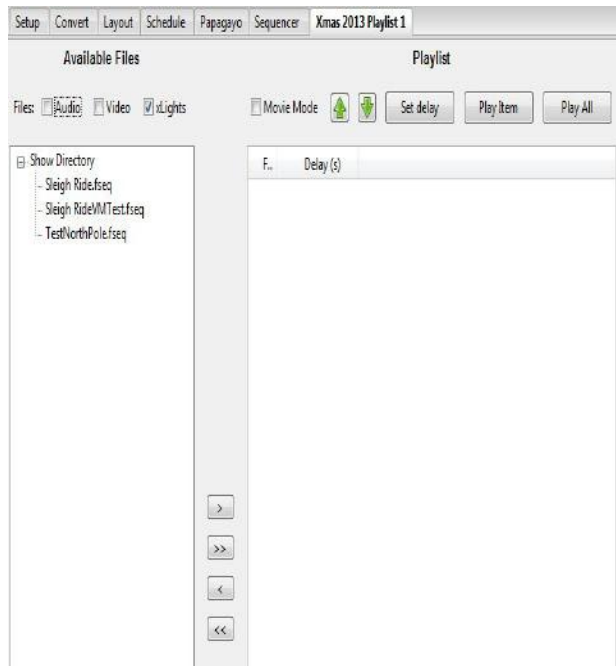 Setup Convert Layout Schedule Papagayo Sequencer Xmas 2013 Playlist 1
Available Files Playlist
Files: Audio Video xLights Movie Mode Set delay Play Item Play All
Show Directory
Sleigh Ride.fseq
Sleigh RideVMTest.fseq
TestNorthPole.fseq
F.. Delay (s)
>
>>
<
<<